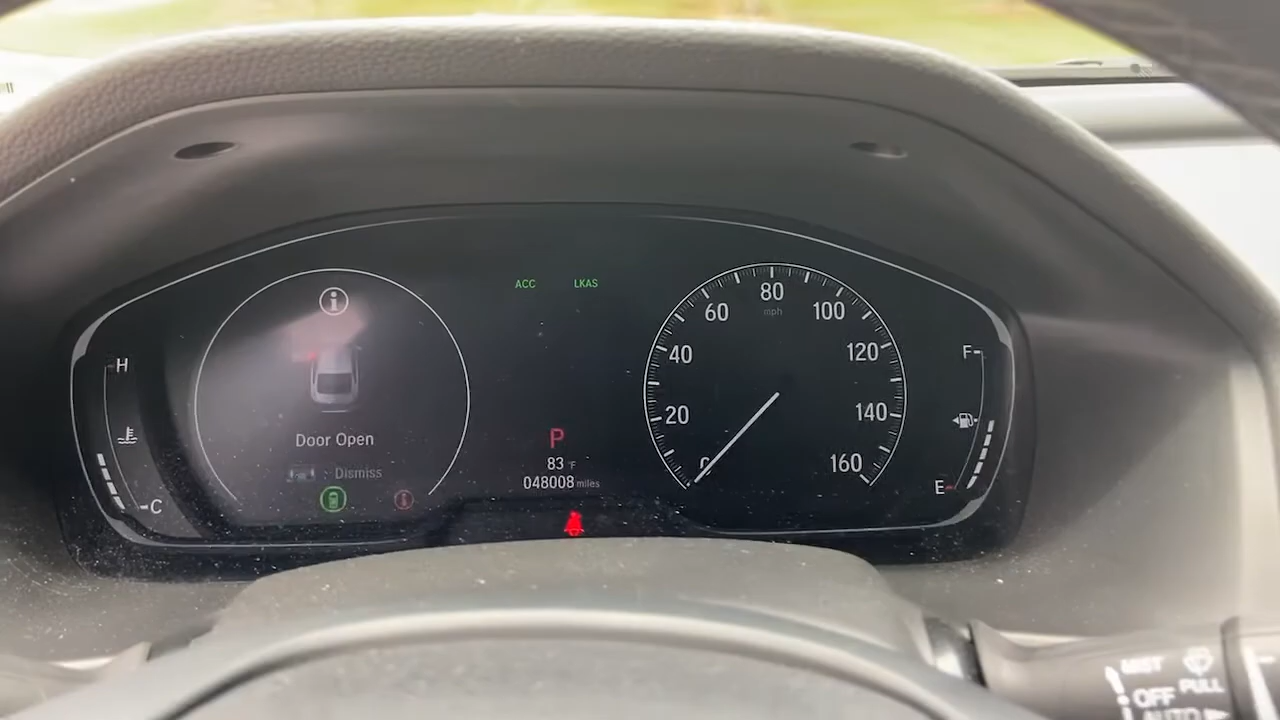 ACC LKAS
H
C
Door Open
Dismiss
P
83 °F
048008 miles
20
40
60
80
mph
100
120
140
160
F
E
MIST
OFF PULL
AUTO